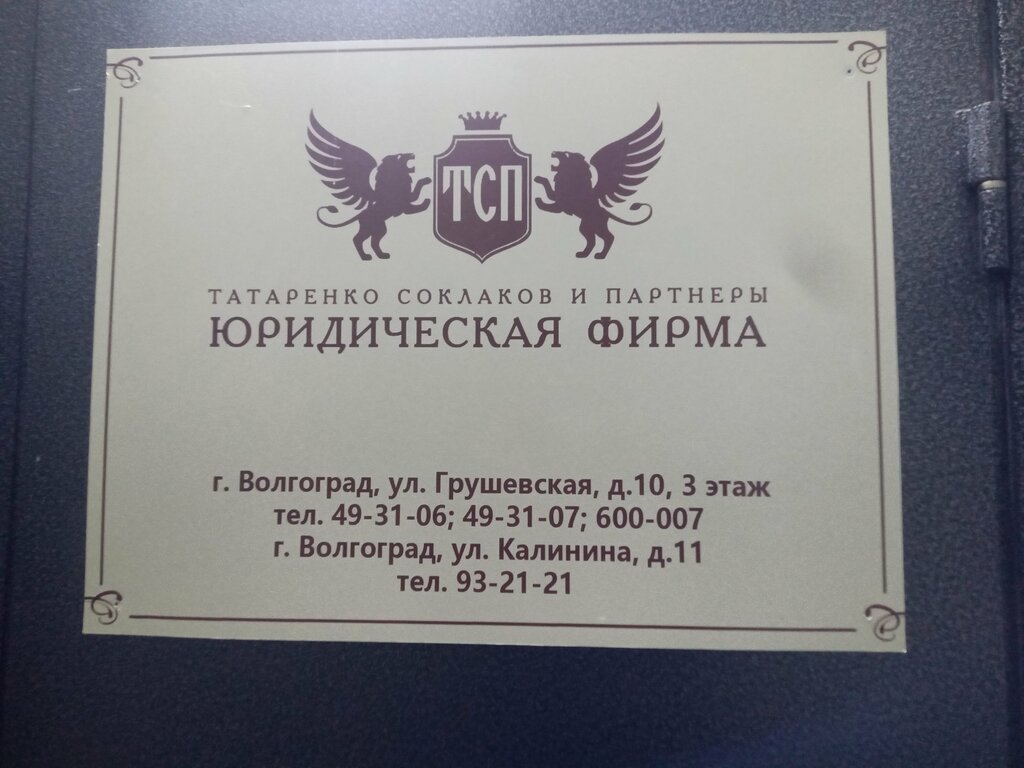 ТСП
ТАТАРЕНКО СОКЛАКОВ И ПАРТНЕРЫ
ЮРИДИЧЕСКАЯ ФИРМА
г. Волгоград, ул. Грушевская, д.10, 3 этаж
тел. 49-31-06; 49-31-07; 600-007
г. Волгоград, ул. Калинина, д.11
тел. 93-21-21